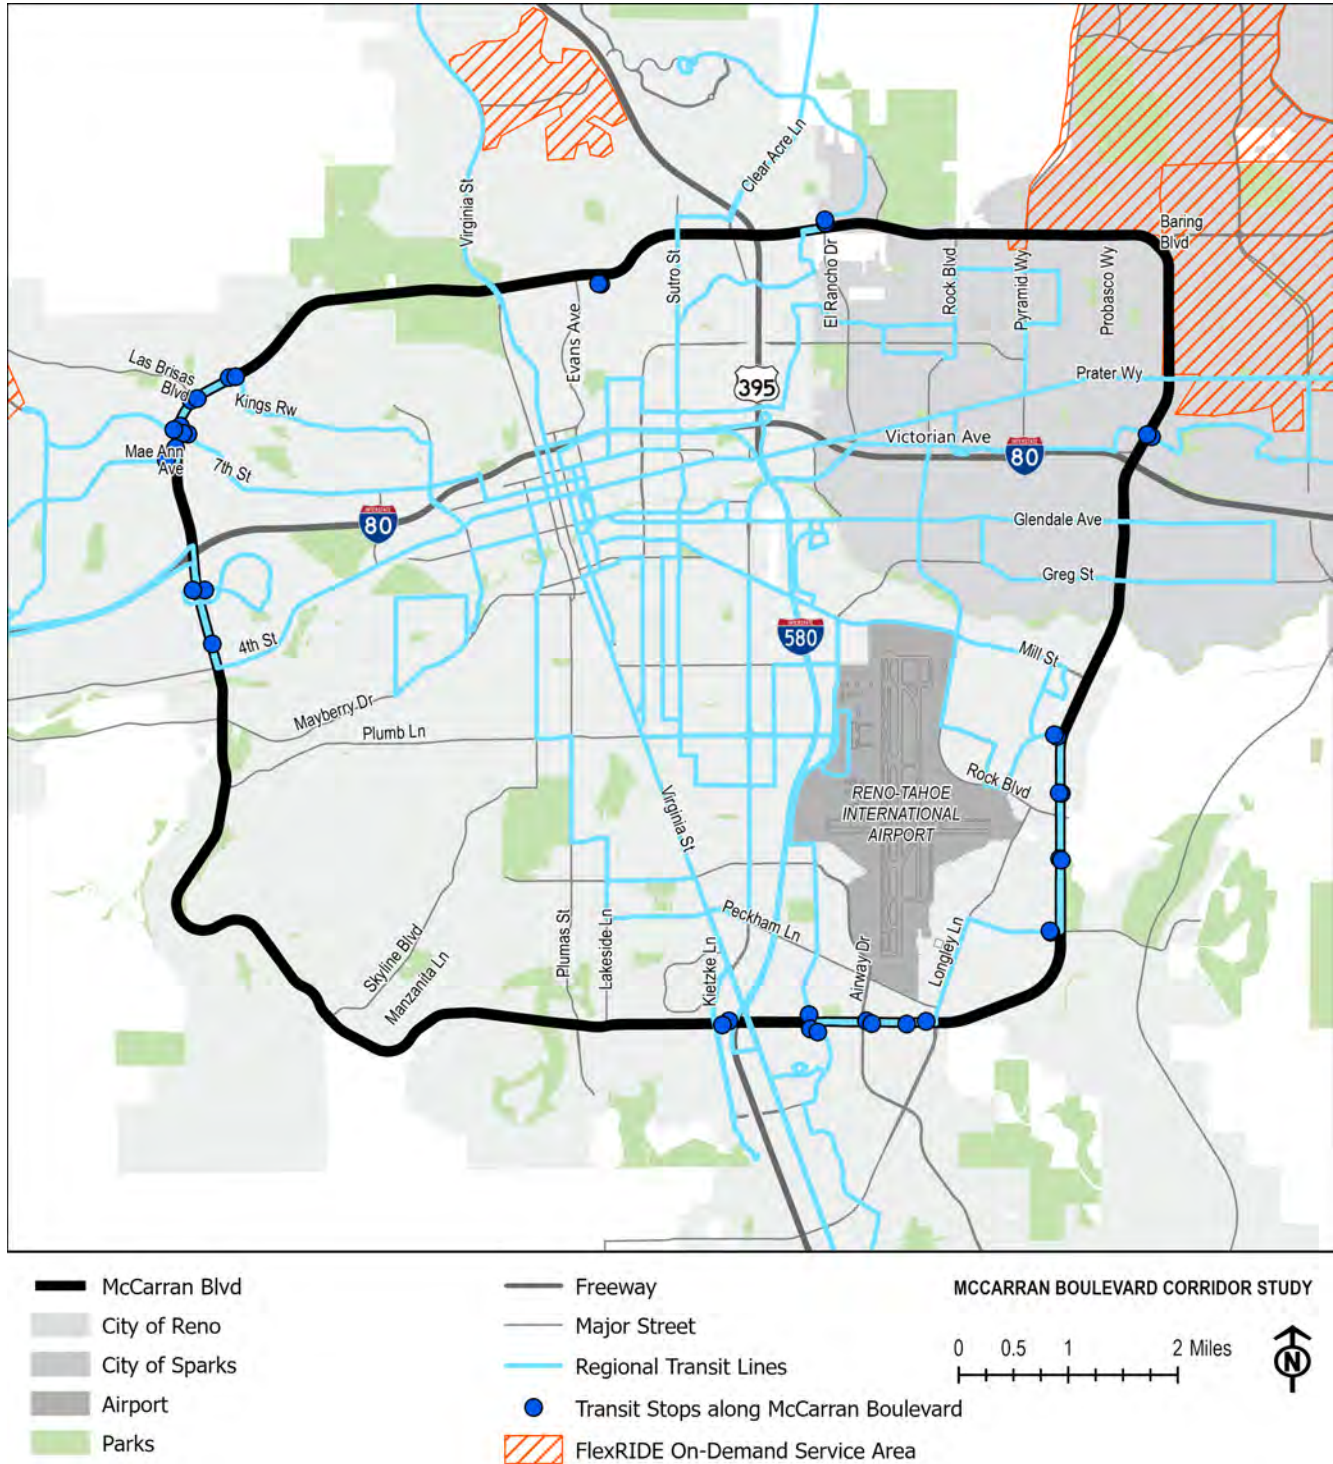 Clear Acre Ln
Virginia St
Baring
Blvd
Sutro St
El Rancho Dr
Rock Blvd
Pyramid Wy
Probasco Wy
Evans Ave
Las Brisas
Blvd
Kings Rw
395
Prater Wy
Mae Ann
Ave
7th St
Victorian Ave
INTERSTATE
80
INTERSTATE
80
Glendale Ave
Greg St
4th St
INTERSTATE
580
Mill St
Mayberry Dr
Plumb Ln
Rock Blvd
RENO-TAHOE
INTERNATIONAL
AIRPORT
Virginia St
Peckham Ln
Skyline Blvd
Manzanita Ln
Plumas St
Lakeside Ln
Kietzke Ln
Airway Dr
Longley Ln
McCarran Blvd
City of Reno
City of Sparks
Airport
Parks
Freeway
Major Street
Regional Transit Lines
Transit Stops along McCarran Boulevard
FlexRIDE On-Demand Service Area
MCCARRAN BOULEVARD CORRIDOR STUDY
0 0.5 1 2 Miles
N